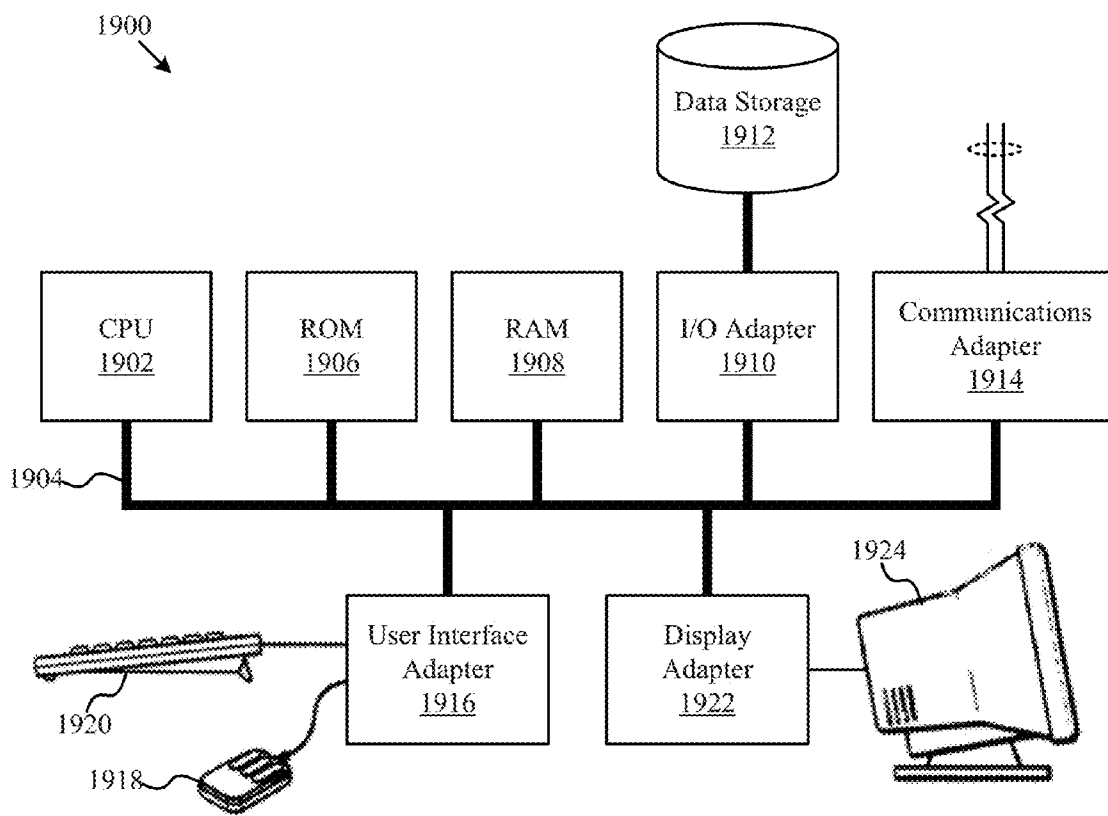 1900
Data Storage
1912
CPU
1902
ROM
1906
RAM
1908
I/O Adapter
1910
Communications
Adapter
1914
1904
1924
User Interface
Adapter
1916
Display
Adapter
1922
1920
1918